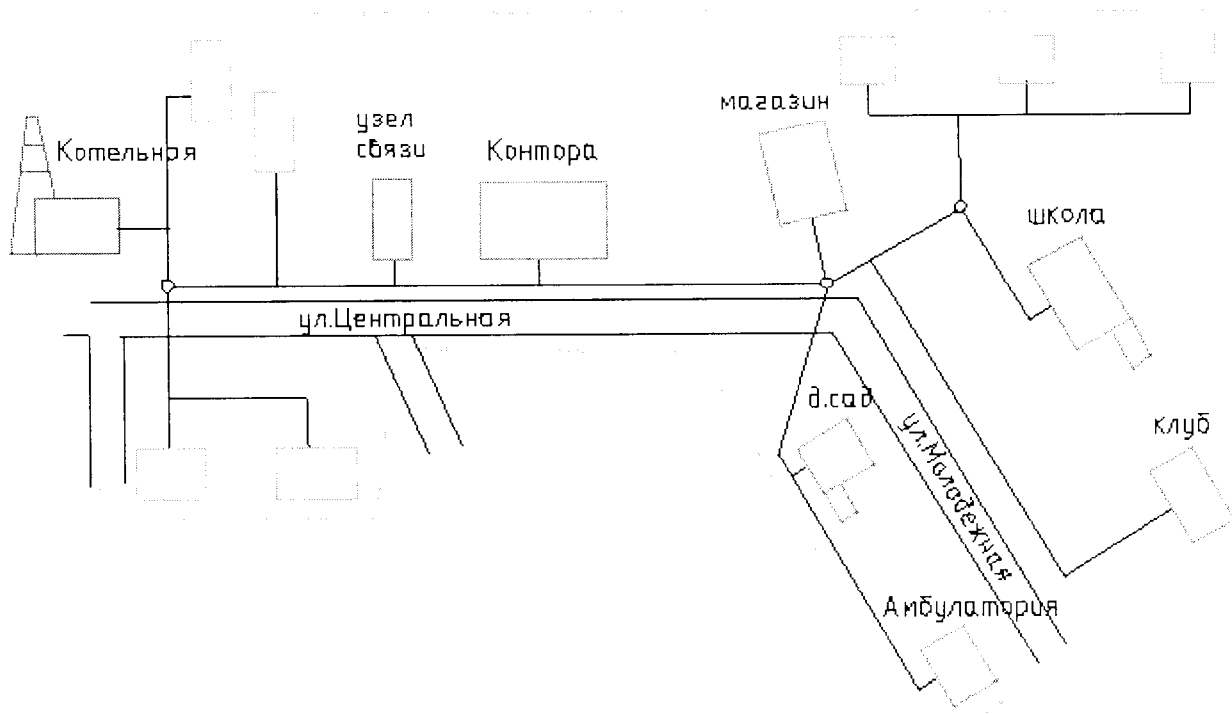 магазин
узел
связи
Котельная
Контора
школа
ул.Центральная
д.сад
клуб
ул.Молодежная
Амбулатория